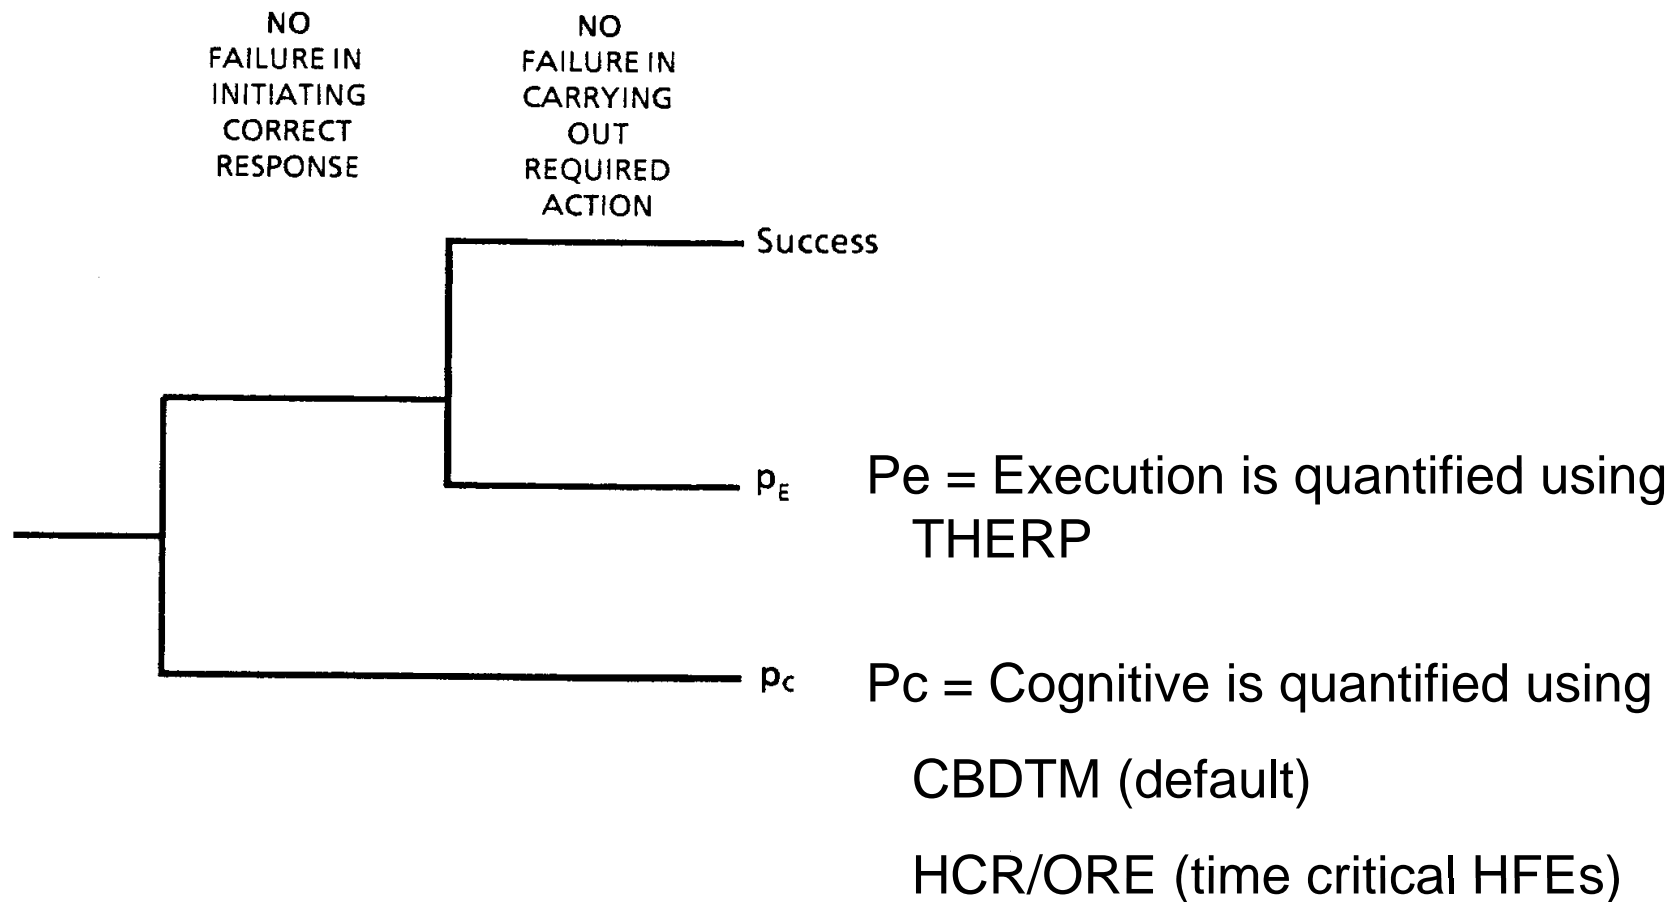 NO
FAILURE IN
INITIATING
CORRECT
RESPONSE
NO
FAILURE IN
CARRYING
OUT
REQUIRED
ACTION
Success
pE
Pe = Execution is quantified using
THERP
pC
Pc = Cognitive is quantified using
CBDTM (default)
HCR/ORE (time critical HFEs)